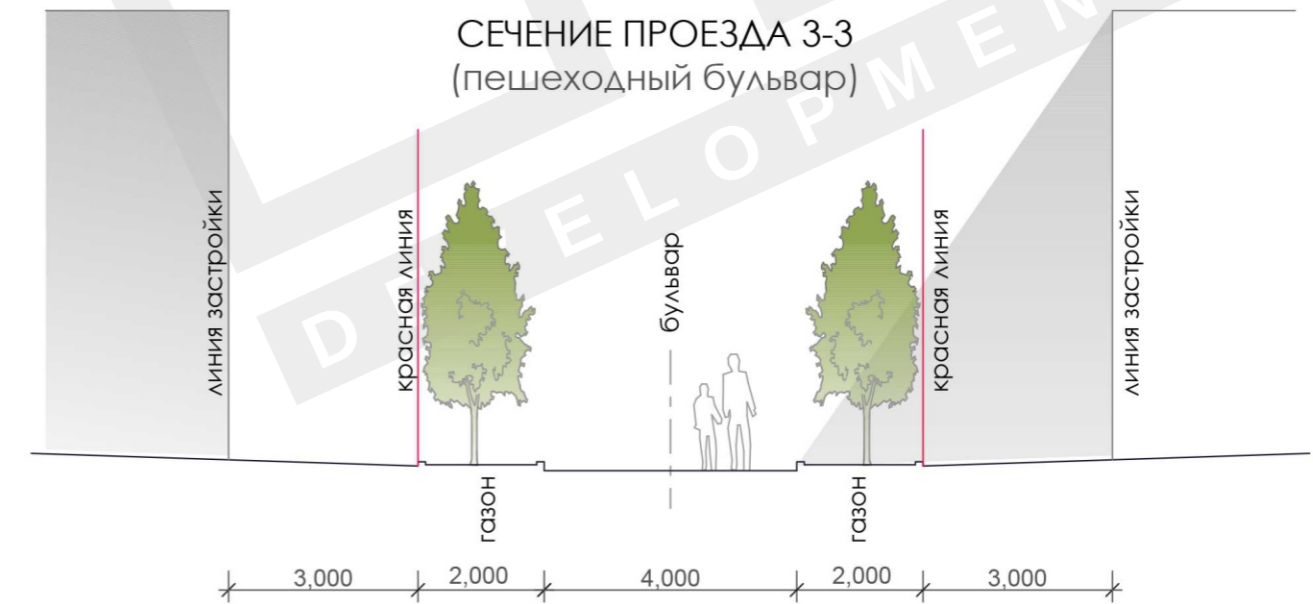 СЕЧЕНИЕ ПРОЕЗДА 3-3
(пешеходный бульвар)
линия застройки
красная линия
бульвар
красная линия
линия застройки
газон
газон
3,000
2,000
4,000
2,000
3,000
DEVELOPMEN